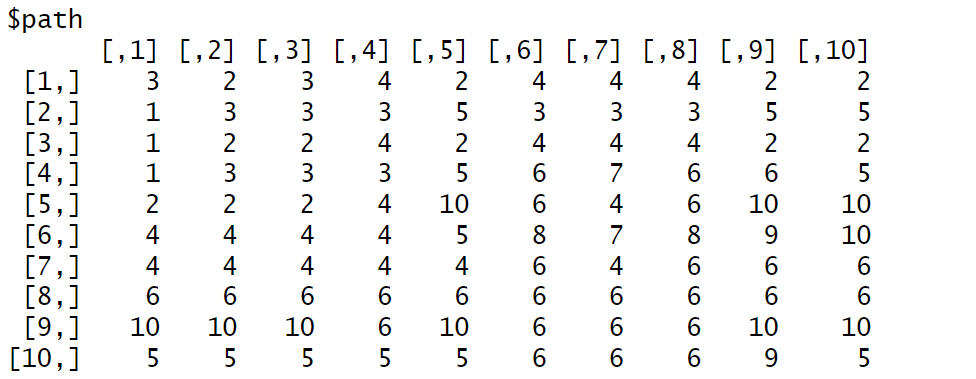 $path
      [,1] [,2] [,3] [,4] [,5] [,6] [,7] [,8] [,9] [,10]
 [1,]    3    2    3    4    2    4    4    4    2     2
 [2,]    1    3    3    3    5    3    3    3    5     5
 [3,]    1    2    2    4    2    4    4    4    2     2
 [4,]    1    3    3    3    5    6    7    6    6     5
 [5,]    2    2    2    4   10    6    4    6   10    10
 [6,]    4    4    4    4    5    8    7    8    9    10
 [7,]    4    4    4    4    4    6    4    6    6     6
 [8,]    6    6    6    6    6    6    6    6    6     6
 [9,]   10   10   10    6   10    6    6    6   10    10
[10,]    5    5    5    5    5    6    6    6    9     5